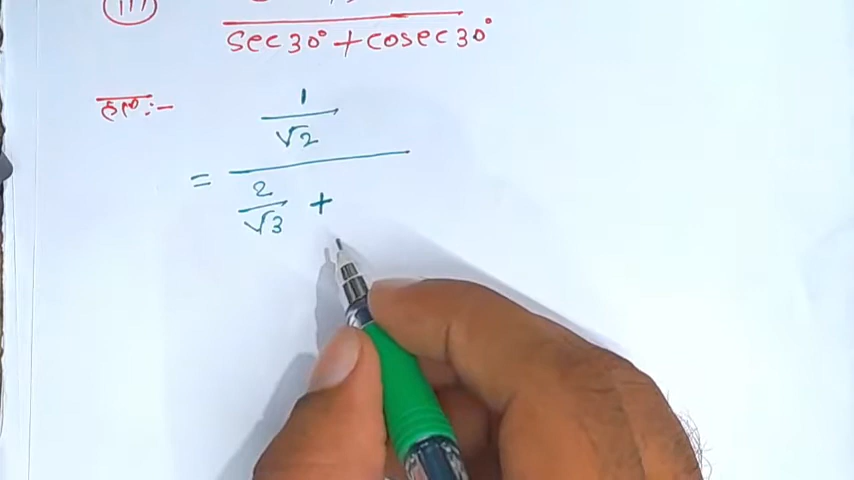 (iii)
sec 30° + cosec 30°
हल :-
1
√2
=
2 +
√3